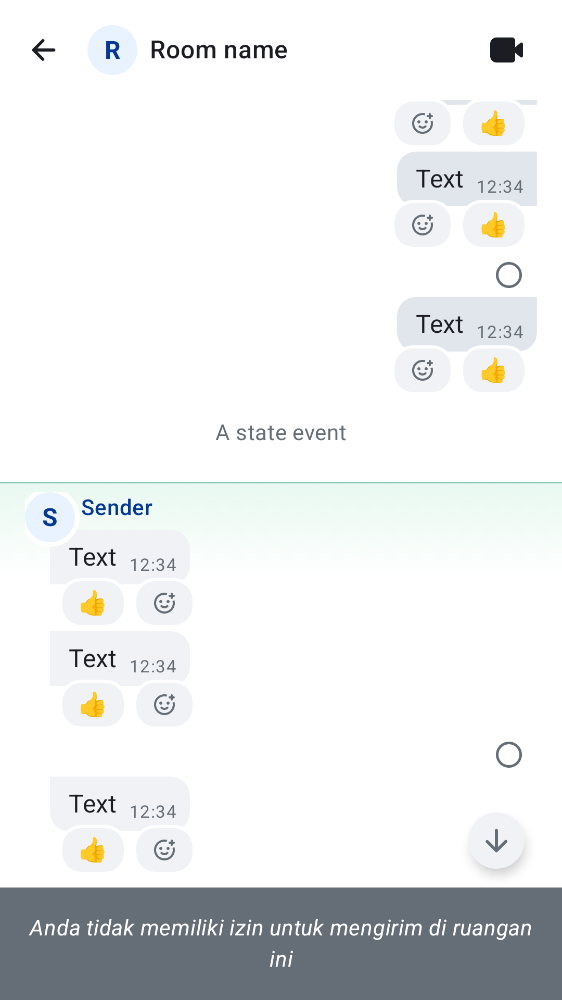 R Room name
Text 12:34
Text 12:34
A state event
S Sender
Text 12:34
Text 12:34
Text 12:34
Anda tidak memiliki izin untuk mengirim di ruangan
ini